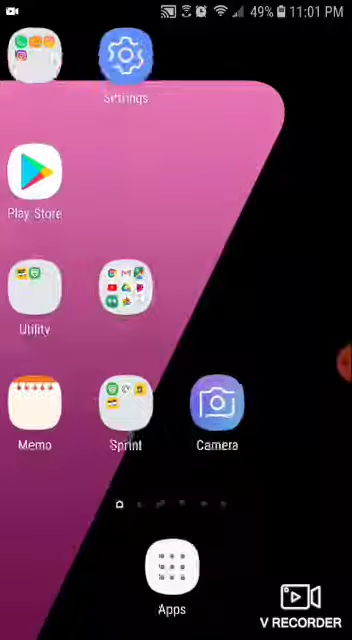 49% 11:01 PM
Settings
Play Store
Utility
Memo
Sprint
Camera
Apps
V RECORDER